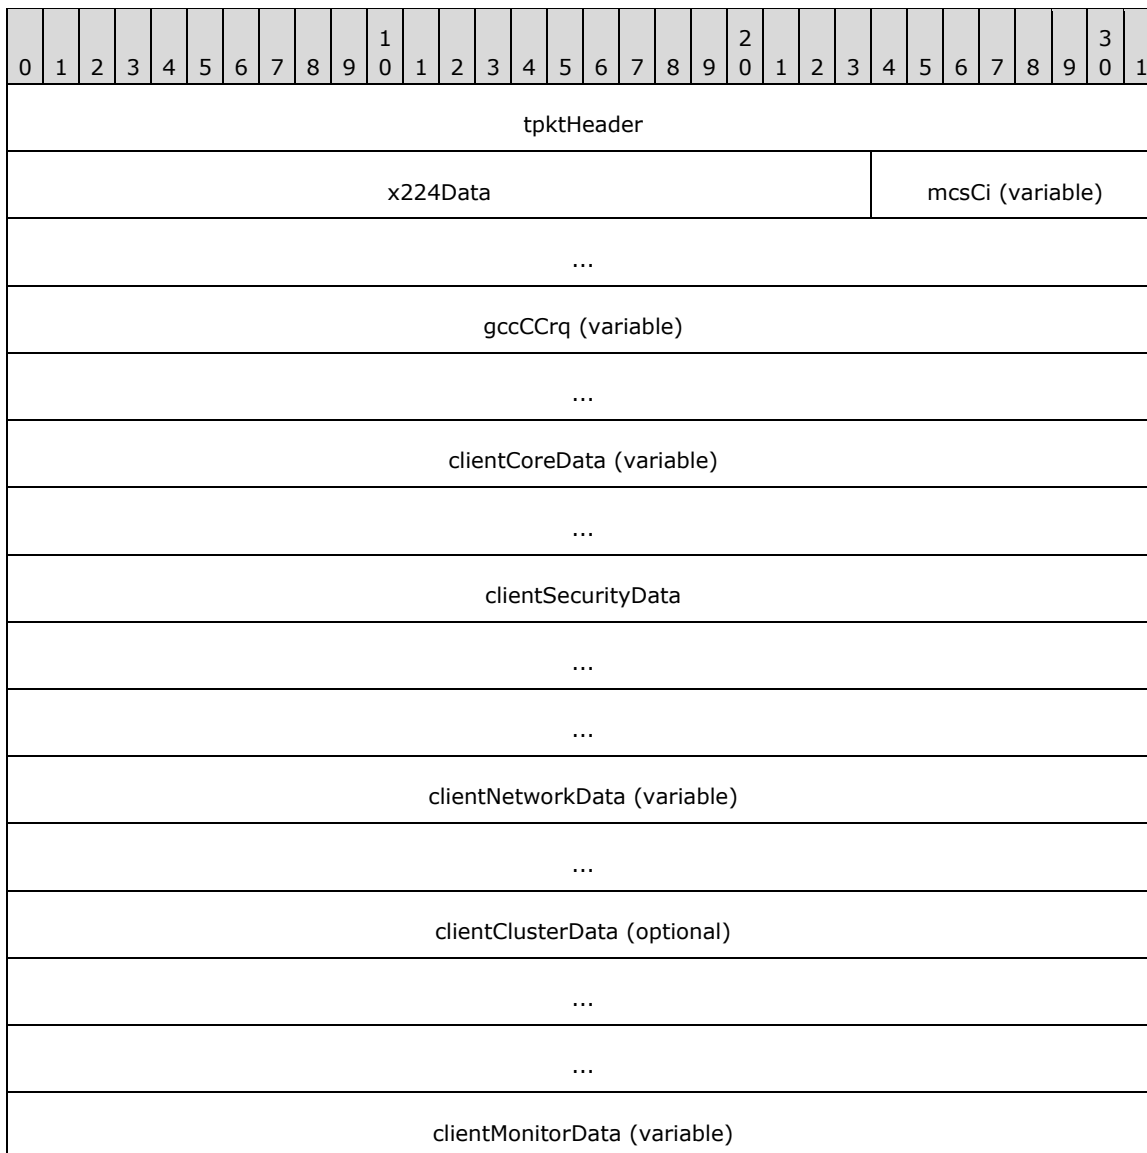 1 2 3
0 1 2 3 4 5 6 7 8 9 0 1 2 3 4 5 6 7 8 9 0 1 2 3 4 5 6 7 8 9 0 1
tpktHeader
x224Data mcsCi (variable)
...
gccCCrq (variable)
...
clientCoreData (variable)
...
clientSecurityData
...
...
clientNetworkData (variable)
...
clientClusterData (optional)
...
...
clientMonitorData (variable)